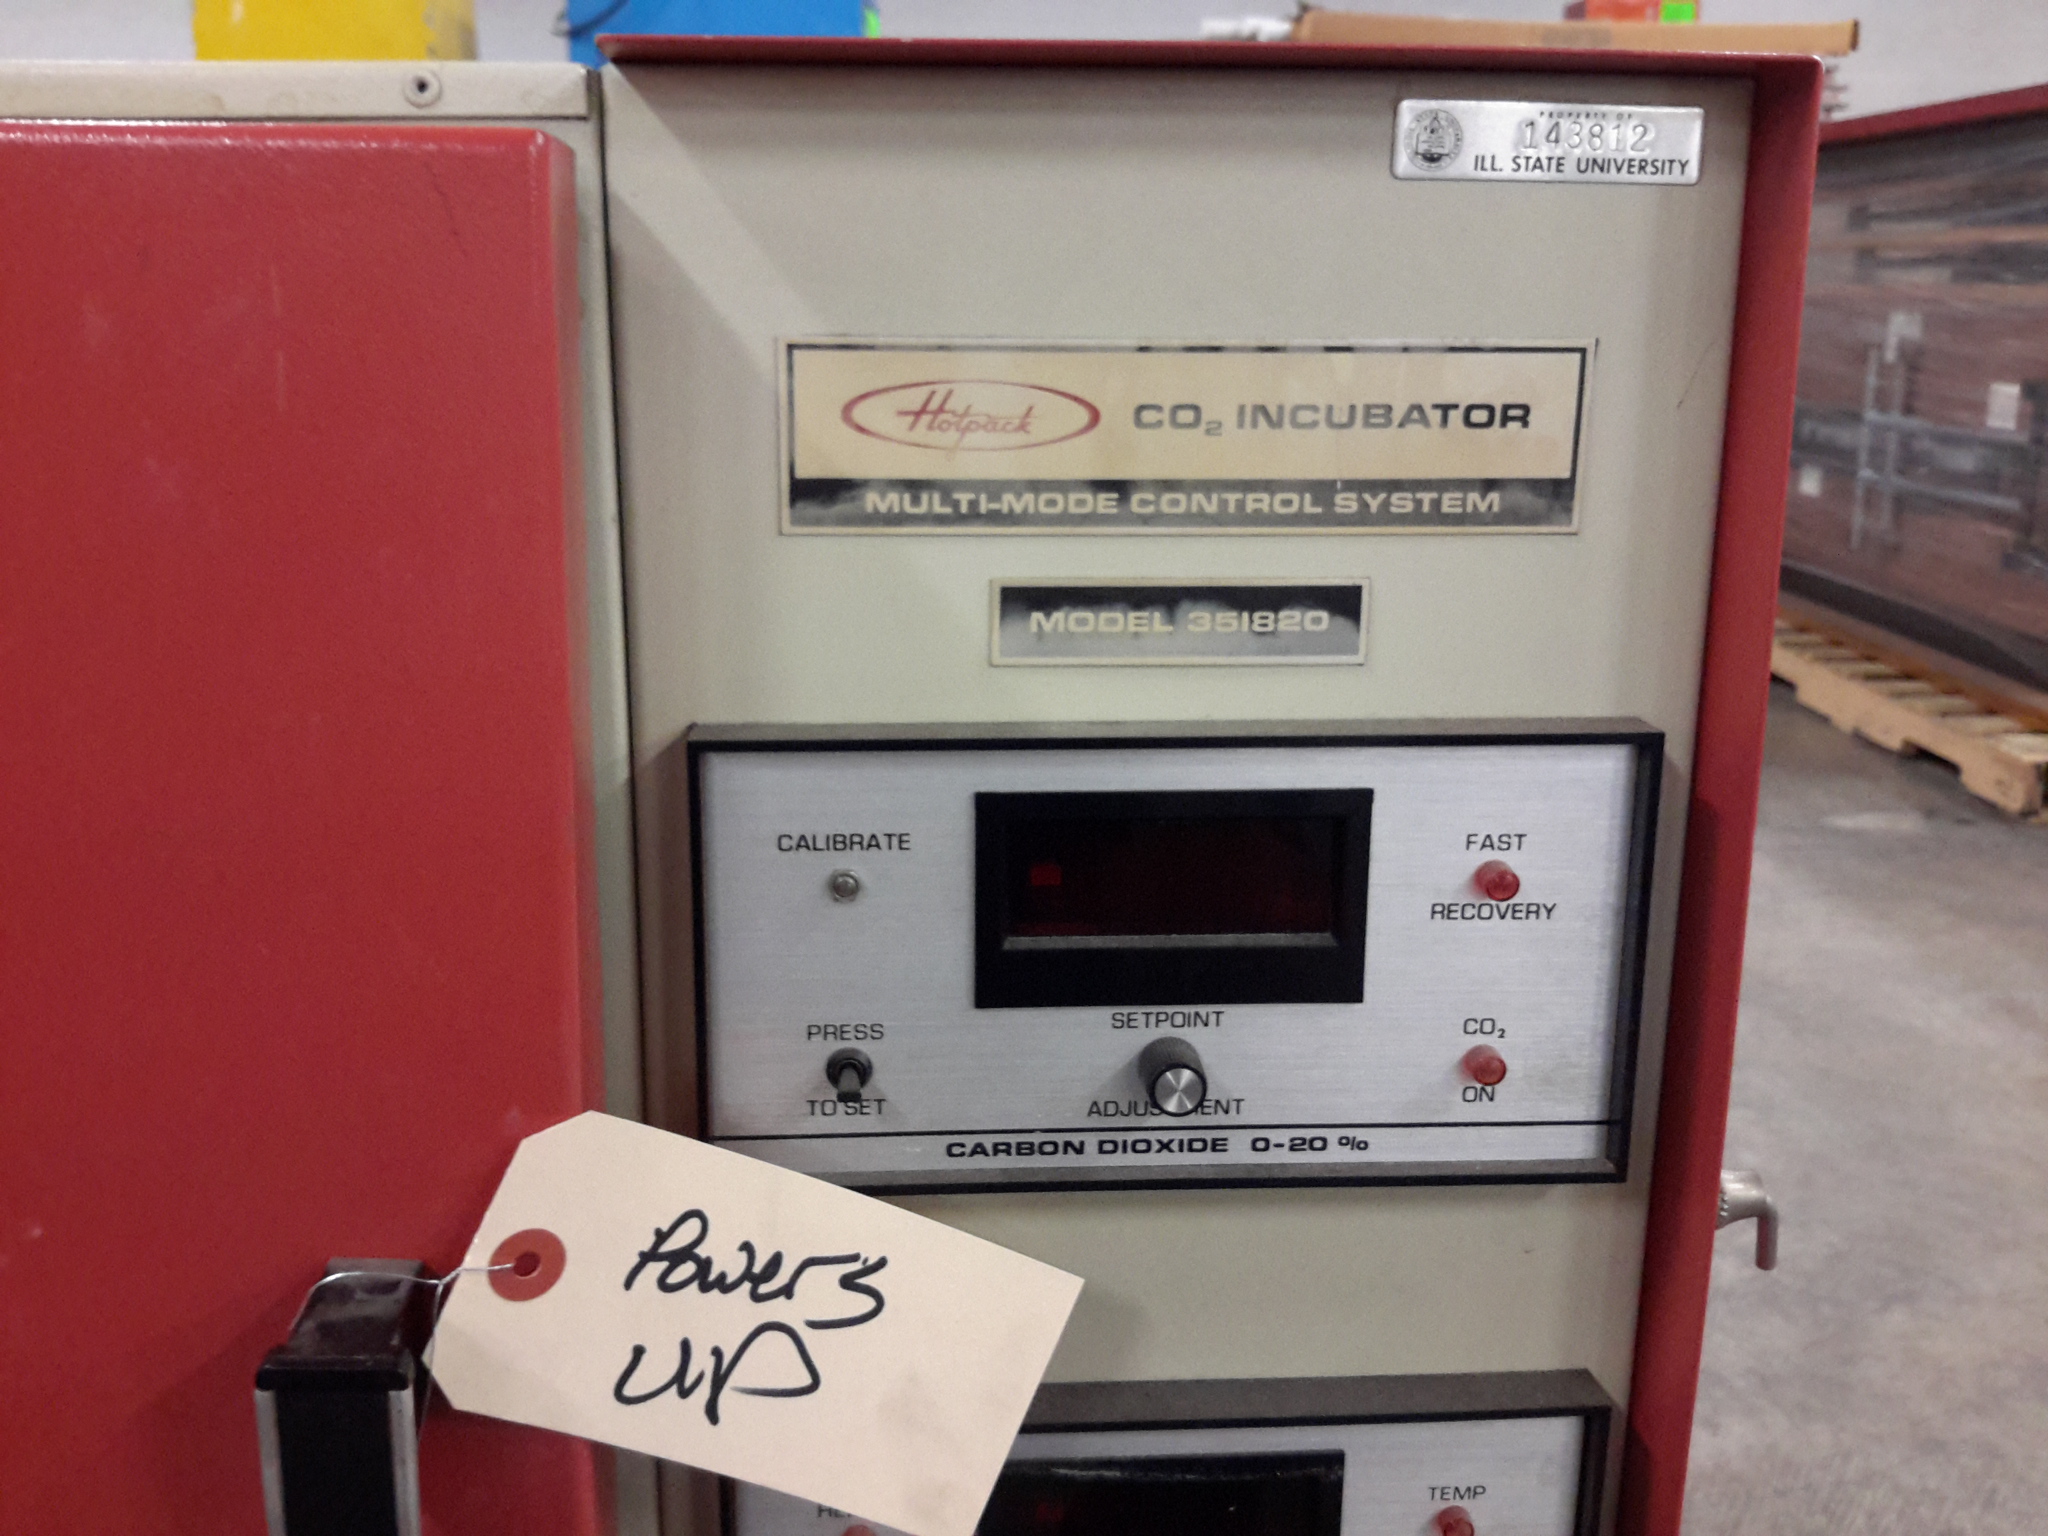 PROPERTY OF
143812
ILL. STATE UNIVERSITY
Hotpack CO₂ INCUBATOR
MULTI-MODE CONTROL SYSTEM
MODEL 351820
CALIBRATE
FAST
RECOVERY
PRESS
TO SET
SETPOINT
ADJUSTMENT
CO₂
ON
CARBON DIOXIDE 0-20 %
Powers
up
TEMP